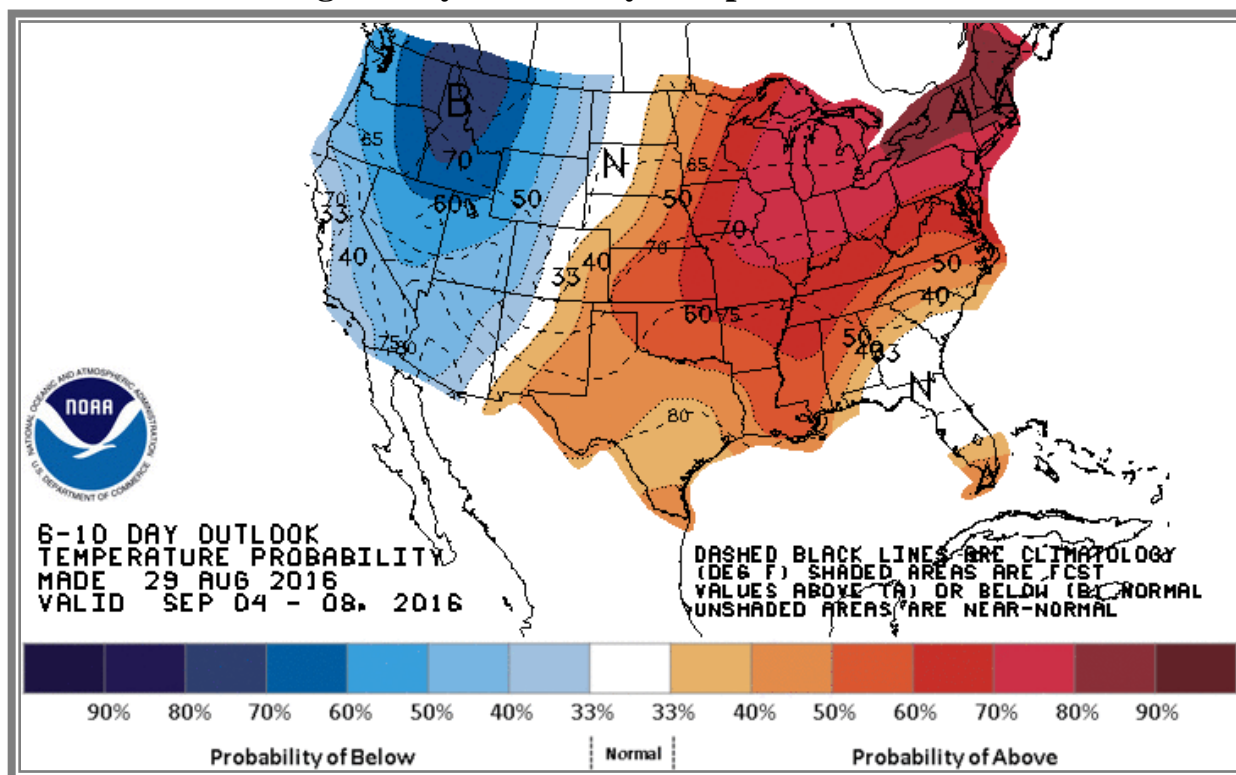 B
A A
65
70
N
65
60 50
50
70
33
70
40
70
40
33
50
40
60 75
50
40 33
75 80
N
80
A
NATIONAL OCEANIC AND ATMOSPHERIC ADMINISTRATION
NOAA
U.S. DEPARTMENT OF COMMERCE
6-10 DAY OUTLOOK
TEMPERATURE PROBABILITY
MADE 29 AUG 2016
VALID SEP 04 - 08, 2016
DASHED BLACK LINES ARE CLIMATOLOGY
(DEG F) SHADED AREAS ARE FCST
VALUES ABOVE (A) OR BELOW (B) NORMAL
UNSHADED AREAS ARE NEAR-NORMAL
90% 80% 70% 60% 50% 40% 33% 33% 40% 50% 60% 70% 80% 90%
Probability of Below Normal Probability of Above